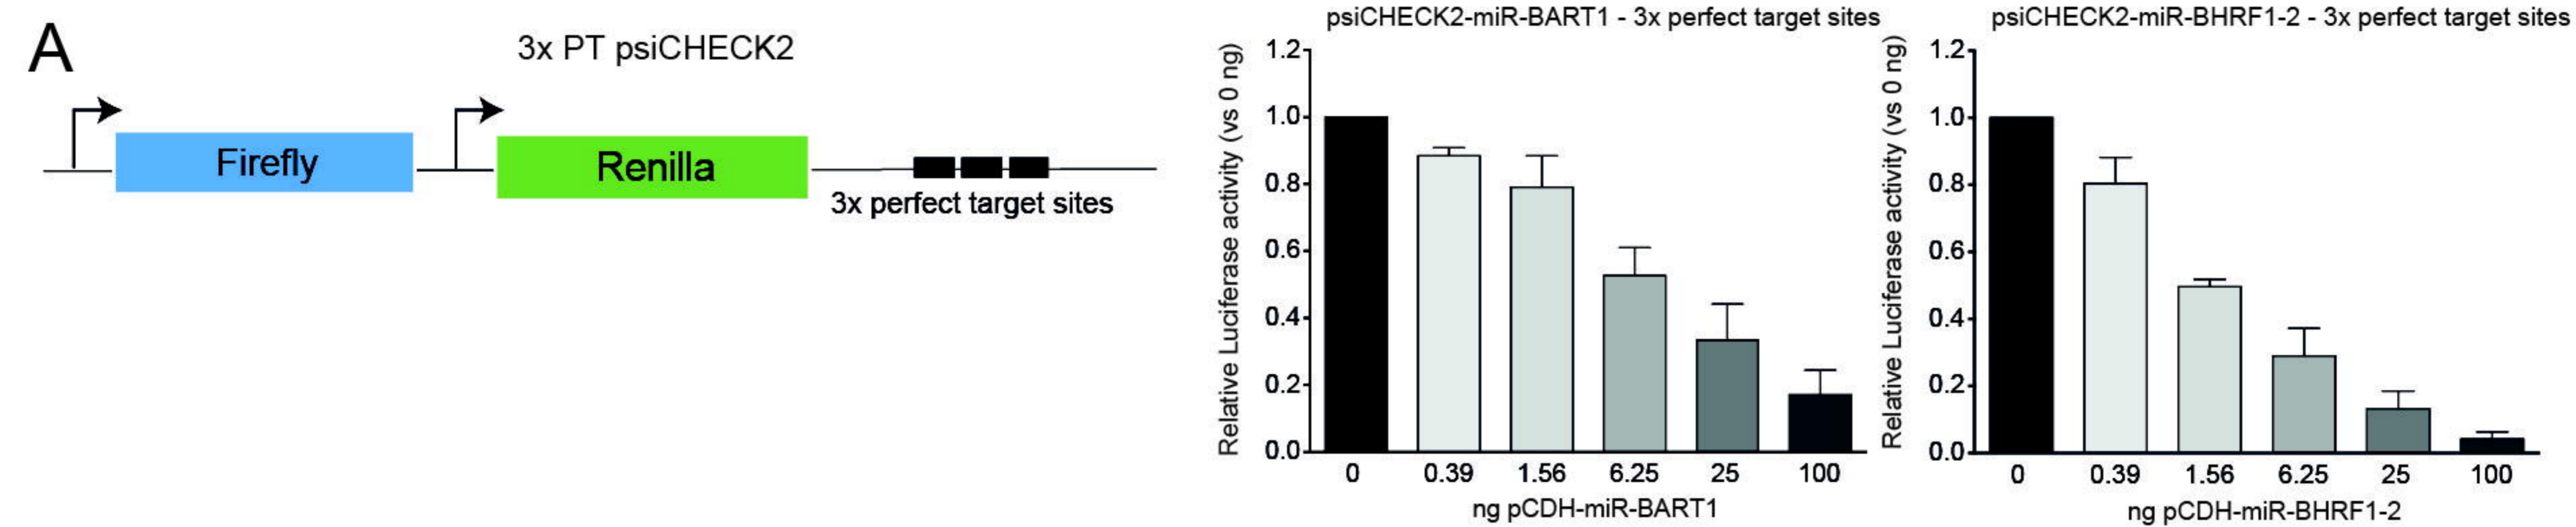 A
3x PT psiCHECK2
Firefly
Renilla
3x perfect target sites
psiCHECK2-miR-BART1 - 3x perfect target sites
Relative Luciferase activity (vs 0 ng)
1.2
1.0
0.8
0.6
0.4
0.2
0.0
0 0.39 1.56 6.25 25 100
ng pCDH-miR-BART1
psiCHECK2-miR-BHRF1-2 - 3x perfect target sites
Relative Luciferase activity (vs 0 ng)
1.2
1.0
0.8
0.6
0.4
0.2
0.0
0 0.39 1.56 6.25 25 100
ng pCDH-miR-BHRF1-2